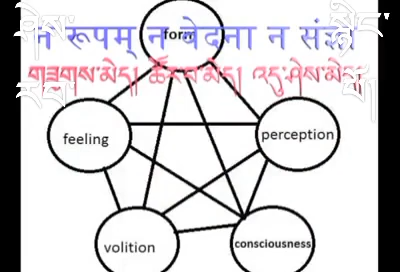 न रूपम् न वेदना न संज्ञा
གཟུགས་མེད། ཚོར་བ་མེད། འདུ་ཤེས་མེད།
form
feeling
perception
volition
consciousness